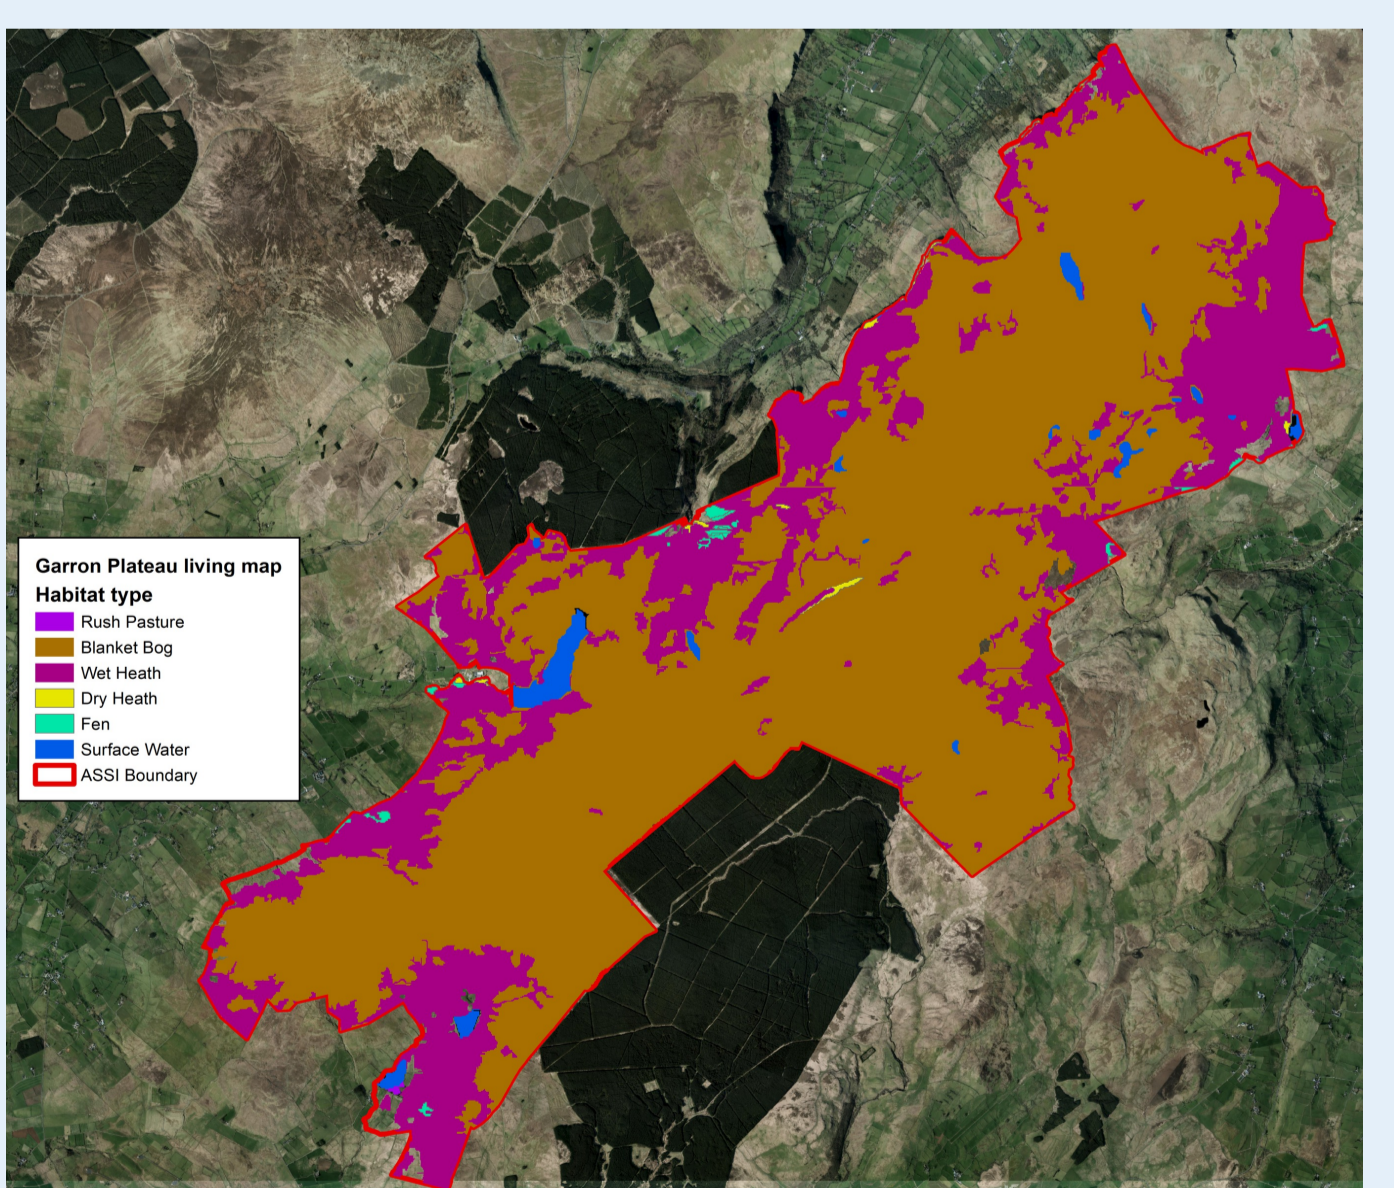 Garron Plateau living map
Habitat type
Rush Pasture
Blanket Bog
Wet Heath
Dry Heath
Fen
Surface Water
ASSI Boundary